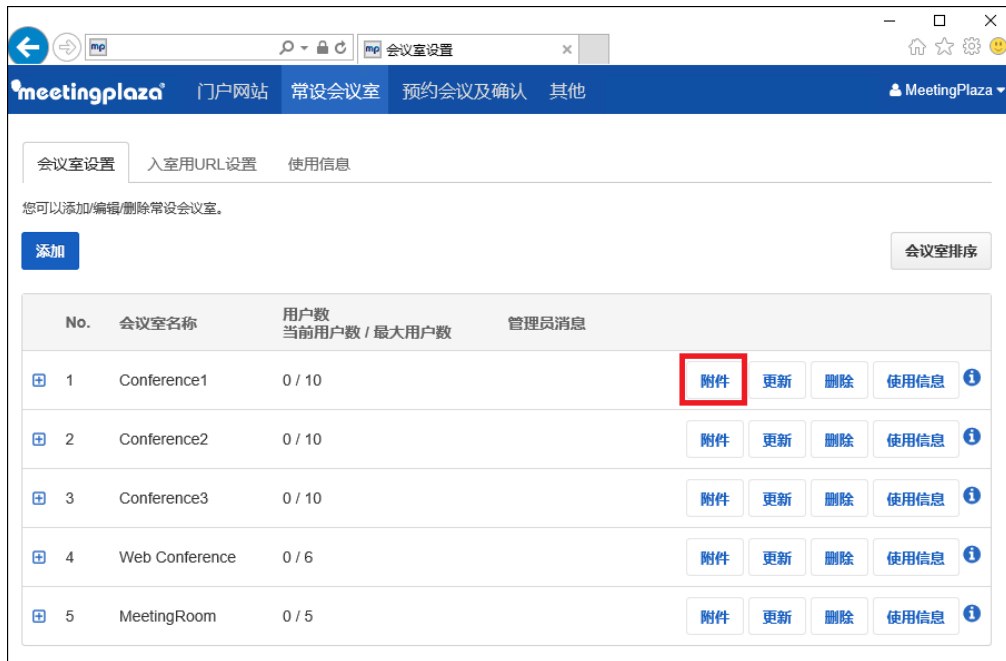 mp
mp 会议室设置
meetingplaza 门户网站 常设会议室 预约会议及确认 其他 MeetingPlaza
会议室设置 入室用URL设置 使用信息
您可以添加/编辑/删除常设会议室。
添加 会议室排序
No. 会议室名称 用户数 管理员消息
当前用户数 / 最大用户数
1 Conference1 0 / 10 附件 更新 删除 使用信息
2 Conference2 0 / 10 附件 更新 删除 使用信息
3 Conference3 0 / 10 附件 更新 删除 使用信息
4 Web Conference 0 / 6 附件 更新 删除 使用信息
5 MeetingRoom 0 / 5 附件 更新 删除 使用信息